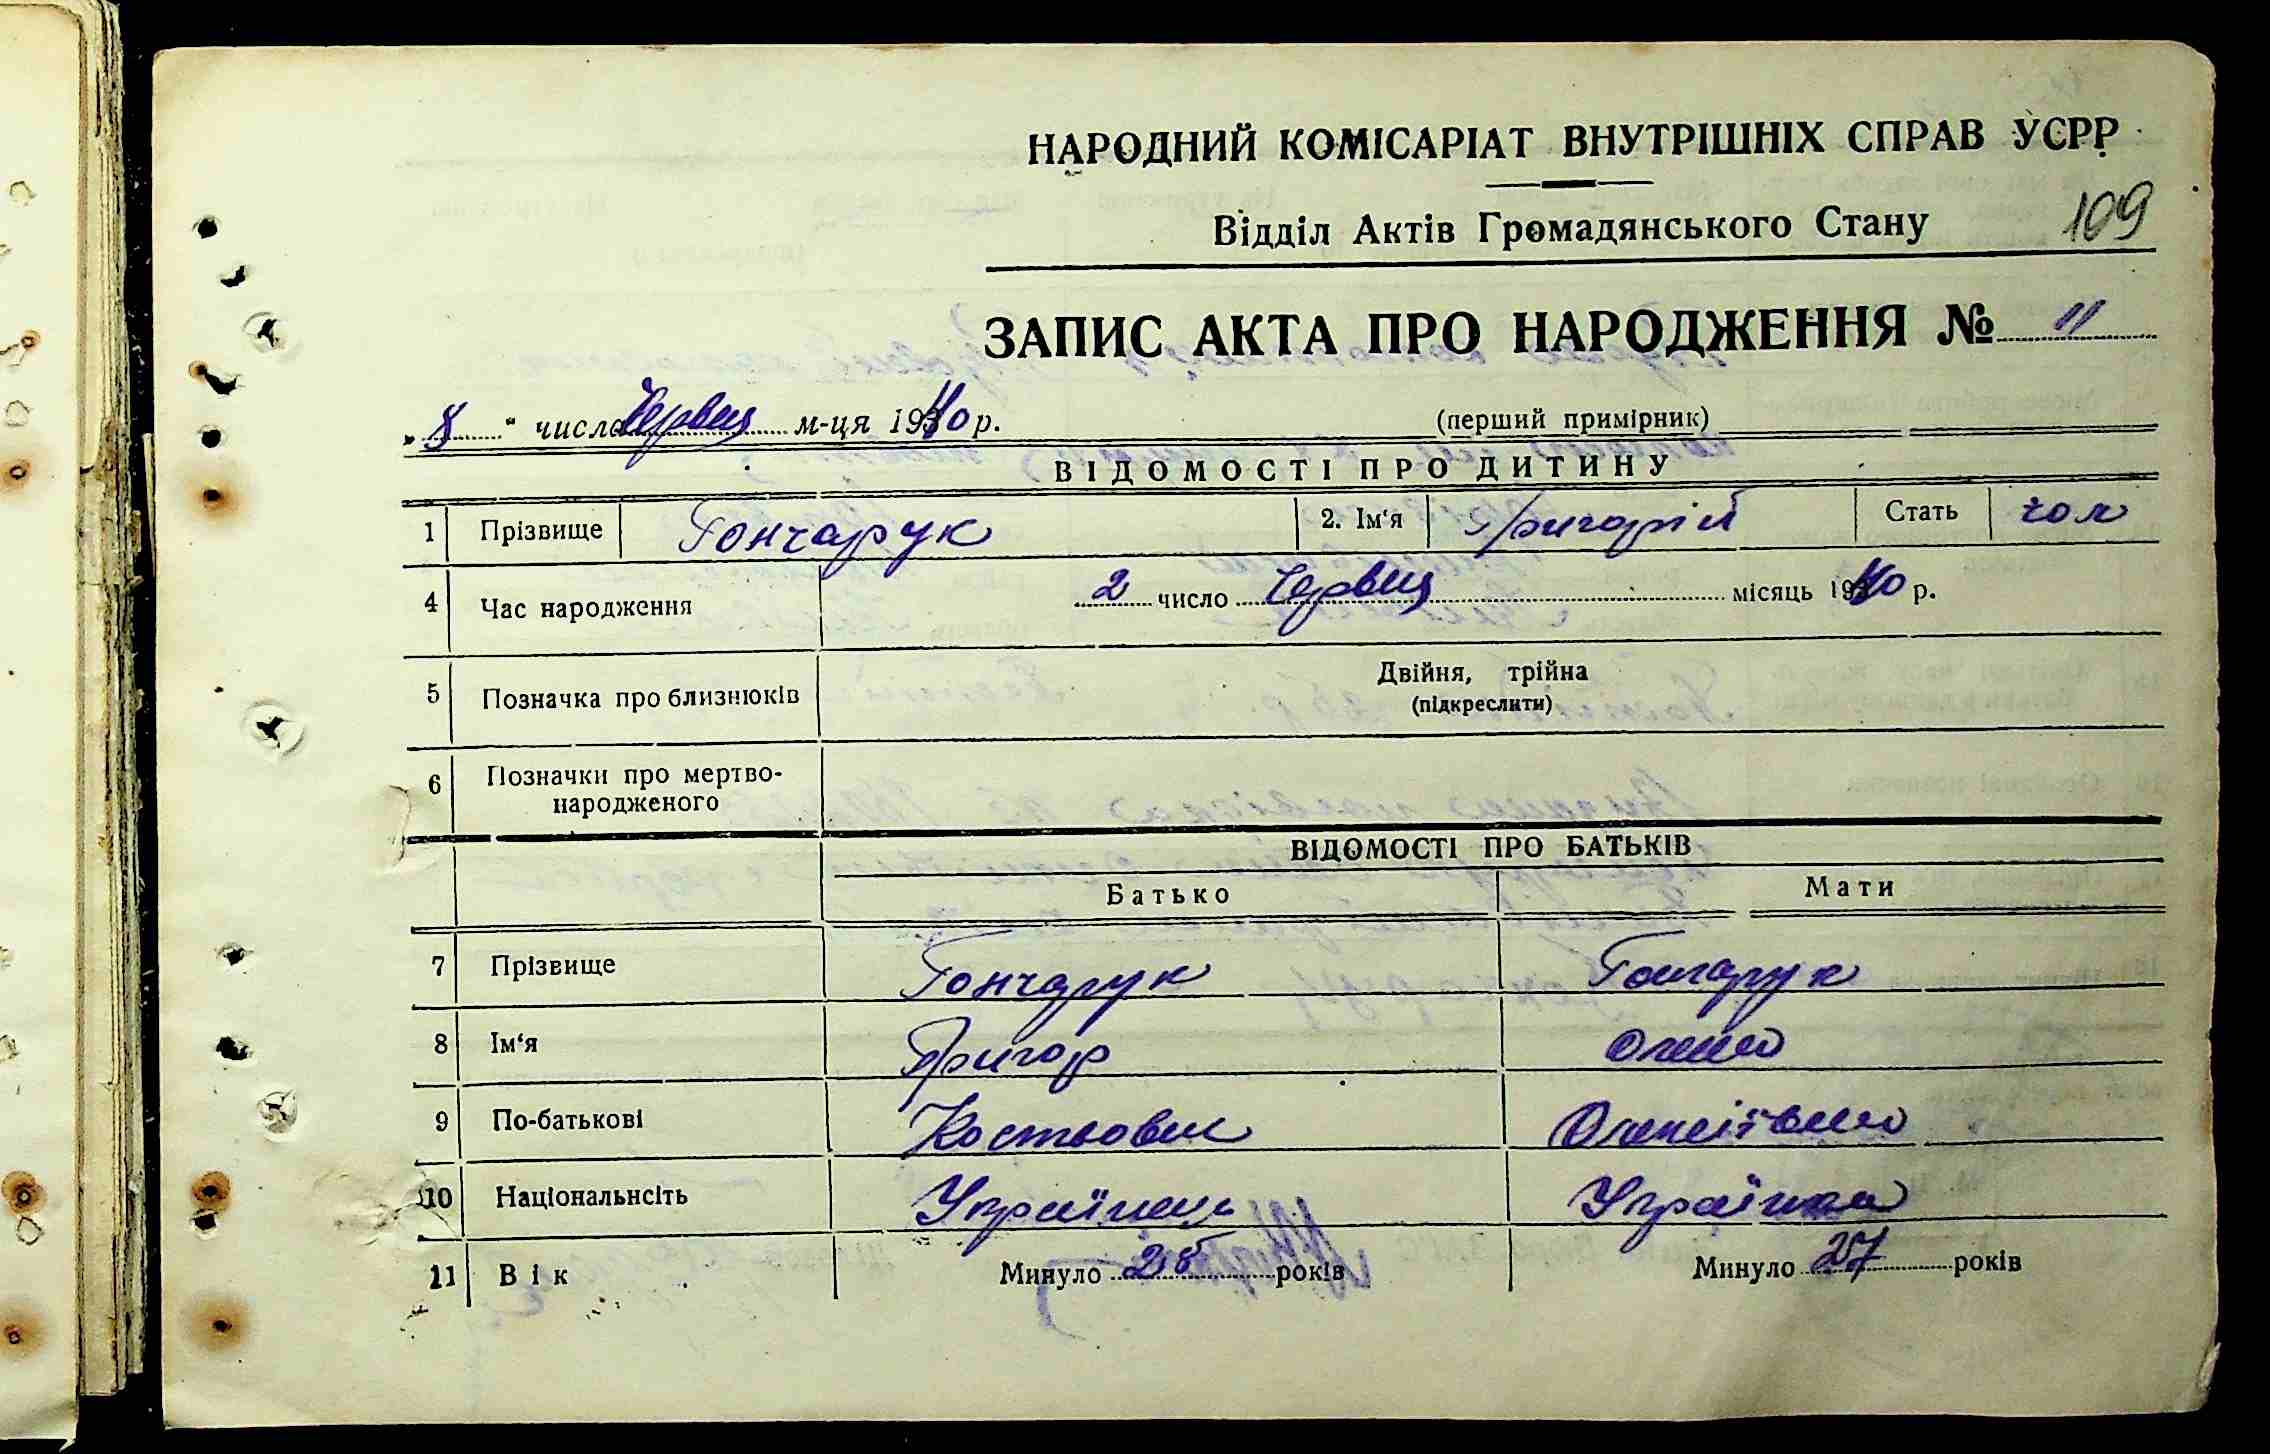 НАРОДНИЙ КОМІСАРІАТ ВНУТРІШНІХ СПРАВ УСРР
Відділ Актів Громадянського Стану 109
ЗАПИС АКТА ПРО НАРОДЖЕННЯ № 11
„8" числа Червня м-ця 1940 р. (перший примірник)
ВІДОМОСТІ ПРО ДИТИНУ
1 Прізвище Гончарук 2. Ім'я Григорій Стать чол
4 Час народження 2 число Червня місяць 1940 р.
5 Позначка про близнюків Двійня, трійна
(підкреслити)
6 Позначки про мертво-
народженого
ВІДОМОСТІ ПРО БАТЬКІВ
Батько Мати
7 Прізвище Гончарук Гончарук
8 Ім'я Григор Олена
9 По-батькові Костьович Олексіївна
10 Національнсіть Українець Українка
11 Вік Минуло 28 років Минуло 27 років